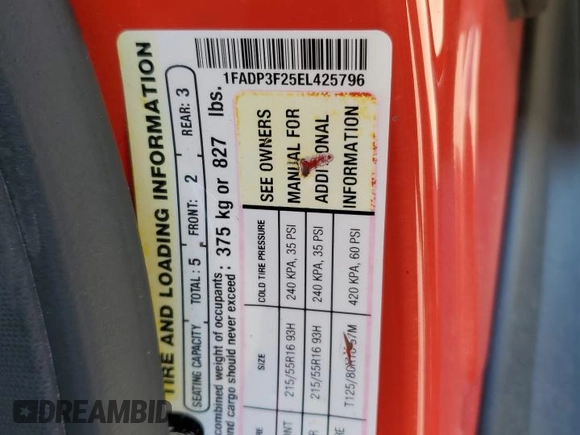 1FADP3F25EL425796
TIRE AND LOADING INFORMATION
SEATING CAPACITY TOTAL: 5 FRONT: 2 REAR: 3
combined weight of occupants :
and cargo should never exceed : 375 kg or 827 lbs.
SIZE COLD TIRE PRESSURE
215/55R16 93H 240 KPA, 35 PSI
215/55R16 93H 240 KPA, 35 PSI
420 KPA, 60 PSI
SEE OWNERS
MANUAL FOR
ADDITIONAL
INFORMATION
DREAMBID